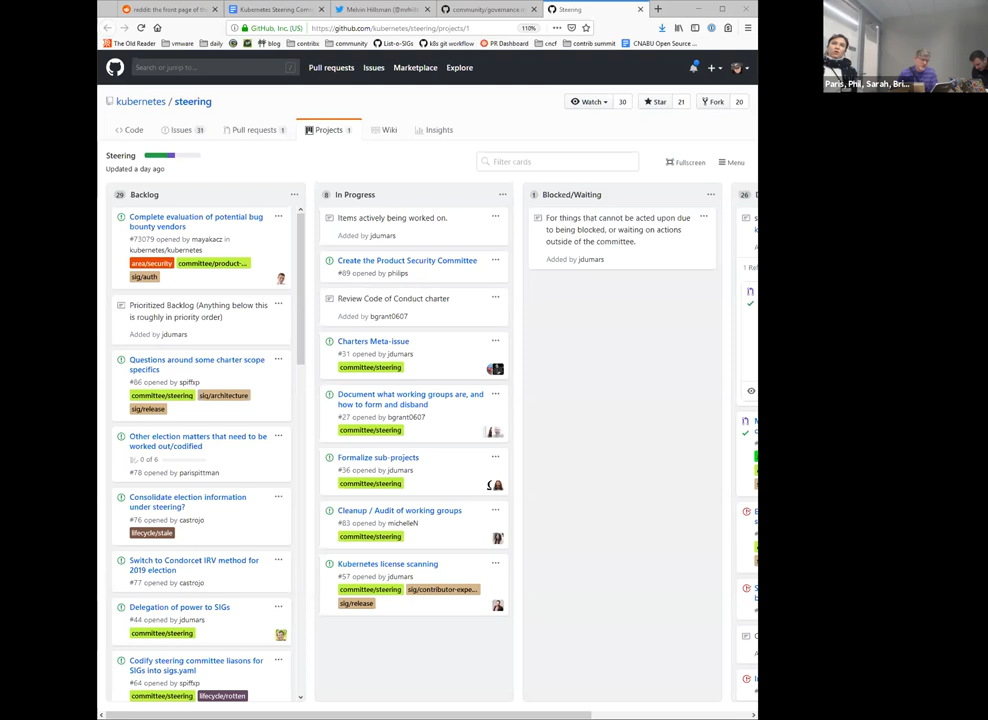 reddit: the front page of th
Kubernetes Steering Com
Melvin Hillsman (@mrhills
community/governance.m
Steering
GitHub, Inc. (US)
https://github.com/kubernetes/steering/projects/1
110%
The Old Reader
vmware
daily
blog
contribx
community
List-o-SIGs
k8s git workflow
PR Dashboard
cncf
contrib summit
CNABU Open Source ...
Paris, Phil, Sarah, Bri...
Search or jump to...
/
Pull requests
Issues
Marketplace
Explore
kubernetes / steering
Watch
30
Star
21
Fork
20
Code
Issues 31
Pull requests 1
Projects 1
Wiki
Insights
Steering
Updated a day ago
Filter cards
Fullscreen
Menu
29 Backlog
Complete evaluation of potential bug
bounty vendors
#73079 opened by mayakacz in
kubernetes/kubernetes
area/security committee/product-...
sig/auth
Prioritized Backlog (Anything below this
is roughly in priority order)
Added by jdumars
Questions around some charter scope
specifics
#86 opened by spiffxp
committee/steering sig/architecture
sig/release
Other election matters that need to be
worked out/codified
0 of 6
#78 opened by parispittman
Consolidate election information
under steering?
#76 opened by castrojo
lifecycle/stale
Switch to Condorcet IRV method for
2019 election
#77 opened by castrojo
Delegation of power to SIGs
#44 opened by jdumars
committee/steering
Codify steering committee liasons for
SIGs into sigs.yaml
#64 opened by spiffxp
committee/steering lifecycle/rotten
8 In Progress
Items actively being worked on.
Added by jdumars
Create the Product Security Committee
#89 opened by philips
Review Code of Conduct charter
Added by bgrant0607
Charters Meta-issue
#31 opened by jdumars
committee/steering
Document what working groups are, and
how to form and disband
#27 opened by bgrant0607
committee/steering
Formalize sub-projects
#36 opened by jdumars
committee/steering
Cleanup / Audit of working groups
#83 opened by michelleN
committee/steering
Kubernetes license scanning
#57 opened by jdumars
committee/steering sig/contributor-expe...
sig/release
1 Blocked/Waiting
For things that cannot be acted upon due
to being blocked, or waiting on actions
outside of the committee.
Added by jdumars
26